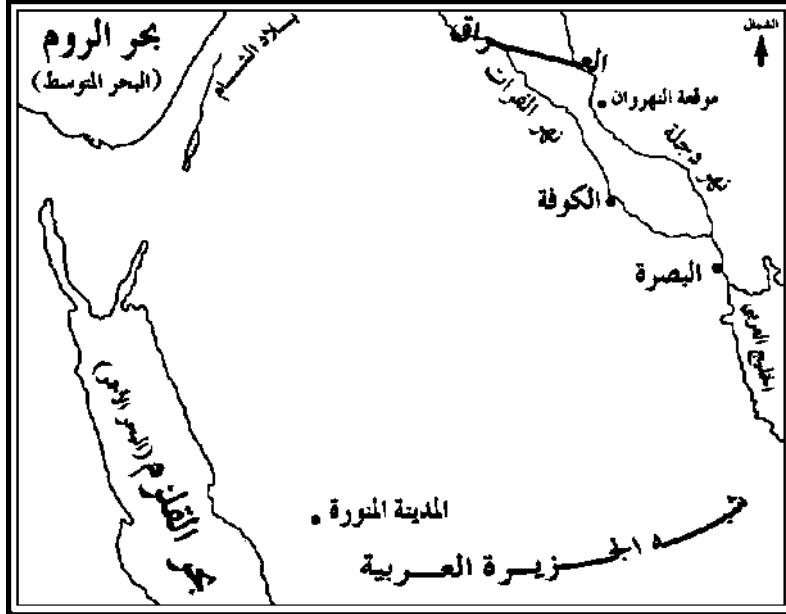 بحر الروم
(البحر المتوسط)
بلاد الشام
العراق
الشمال
موقعة النهروان
نهر الفرات
نهر دجلة
الكوفة
البصرة
الخليج العربي
بحر القلزم
(البحر الأحمر)
المدينة المنورة
شبه الجزيرة العربية